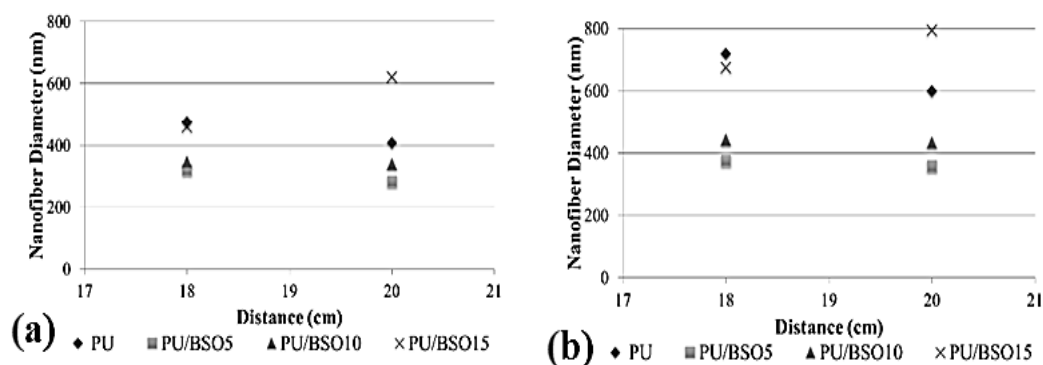 800
600
400
200
0
Nanofiber Diameter (nm)
17 18 19 20 21
Distance (cm)
(a) ◆ PU ■ PU/BSO5 ▲ PU/BSO10 × PU/BSO15
800
600
400
200
0
Nanofiber Diameter (nm)
17 18 19 20 21
Distance (cm)
(b) ◆ PU ■ PU/BSO5 ▲ PU/BSO10 × PU/BSO15